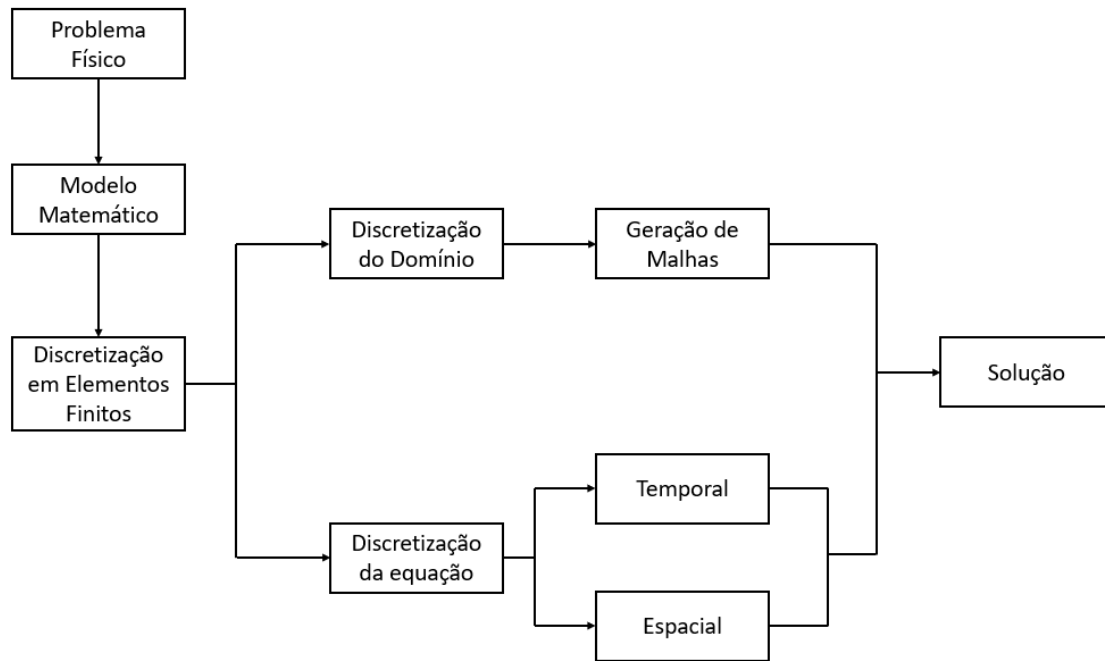 Problema
Físico
Modelo
Matemático
Discretização
em Elementos
Finitos
Discretização
do Domínio
Geração de
Malhas
Discretização
da equação
Temporal
Espacial
Solução